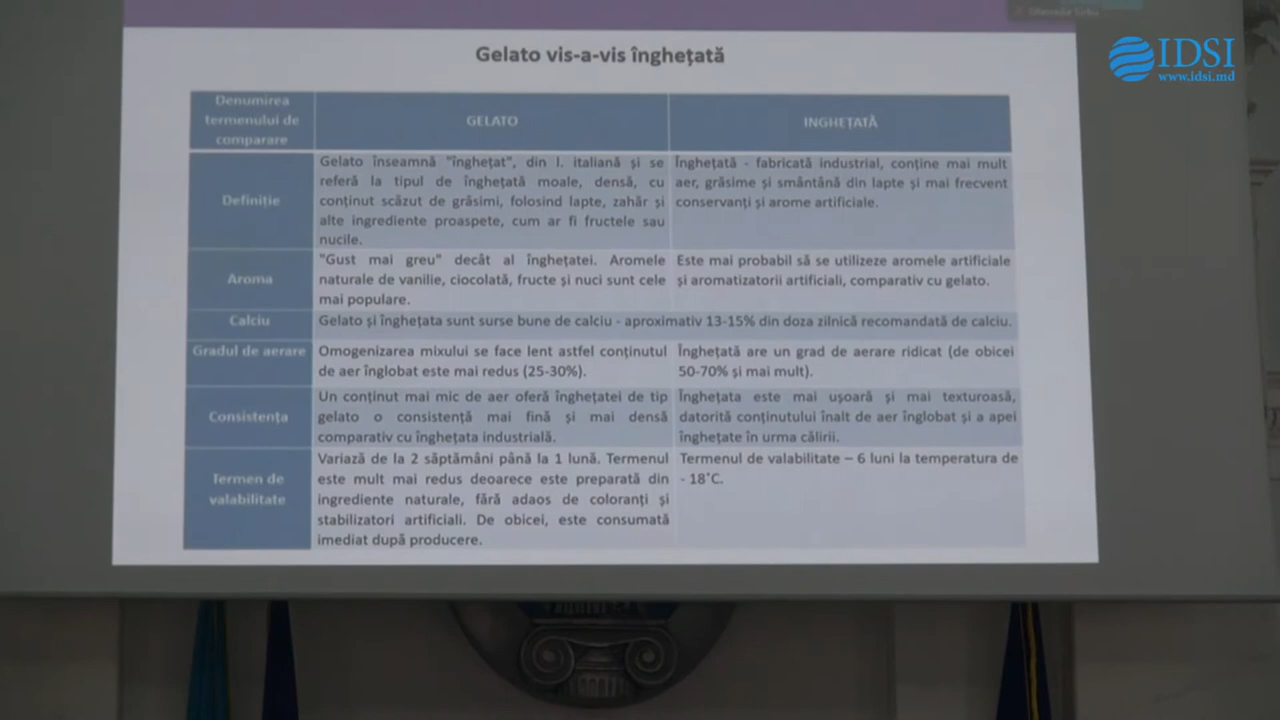 IDSI
www.idsi.md
Gelato vis-a-vis înghețată
Denumirea
termenului de
comparare
GELATO
INGHEȚATĂ
Definiție
Gelato înseamnă "înghețat", din l. italiană și se
referă la tipul de înghețată moale, densă, cu
conținut scăzut de grăsimi, folosind lapte, zahăr și
alte ingrediente proaspete, cum ar fi fructele sau
nucile.
Înghețată - fabricată industrial, conține mai mult
aer, grăsime și smântână din lapte și mai frecvent
conservanți și arome artificiale.
Aroma
"Gust mai greu" decât al înghețatei. Aromele
naturale de vanilie, ciocolată, fructe și nuci sunt cele
mai populare.
Este mai probabil să se utilizeze aromele artificiale
și aromatizatorii artificiali, comparativ cu gelato.
Calciu
Gelato și înghețata sunt surse bune de calciu - aproximativ 13-15% din doza zilnică recomandată de calciu.
Gradul de aerare
Omogenizarea mixului se face lent astfel conținutul
de aer înglobat este mai redus (25-30%).
Înghețată are un grad de aerare ridicat (de obicei
50-70% și mai mult).
Consistența
Un conținut mai mic de aer oferă înghețatei de tip
gelato o consistență mai fină și mai densă
comparativ cu înghețata industrială.
Înghețata este mai ușoară și mai texturoasă,
datorită conținutului înalt de aer înglobat și a apei
înghețate în urma călirii.
Termen de
valabilitate
Variază de la 2 săptămâni până la 1 lună. Termenul
este mult mai redus deoarece este preparată din
ingrediente naturale, fără adaos de coloranți și
stabilizatori artificiali. De obicei, este consumată
imediat după producere.
Termenul de valabilitate – 6 luni la temperatura de
- 18˚C.